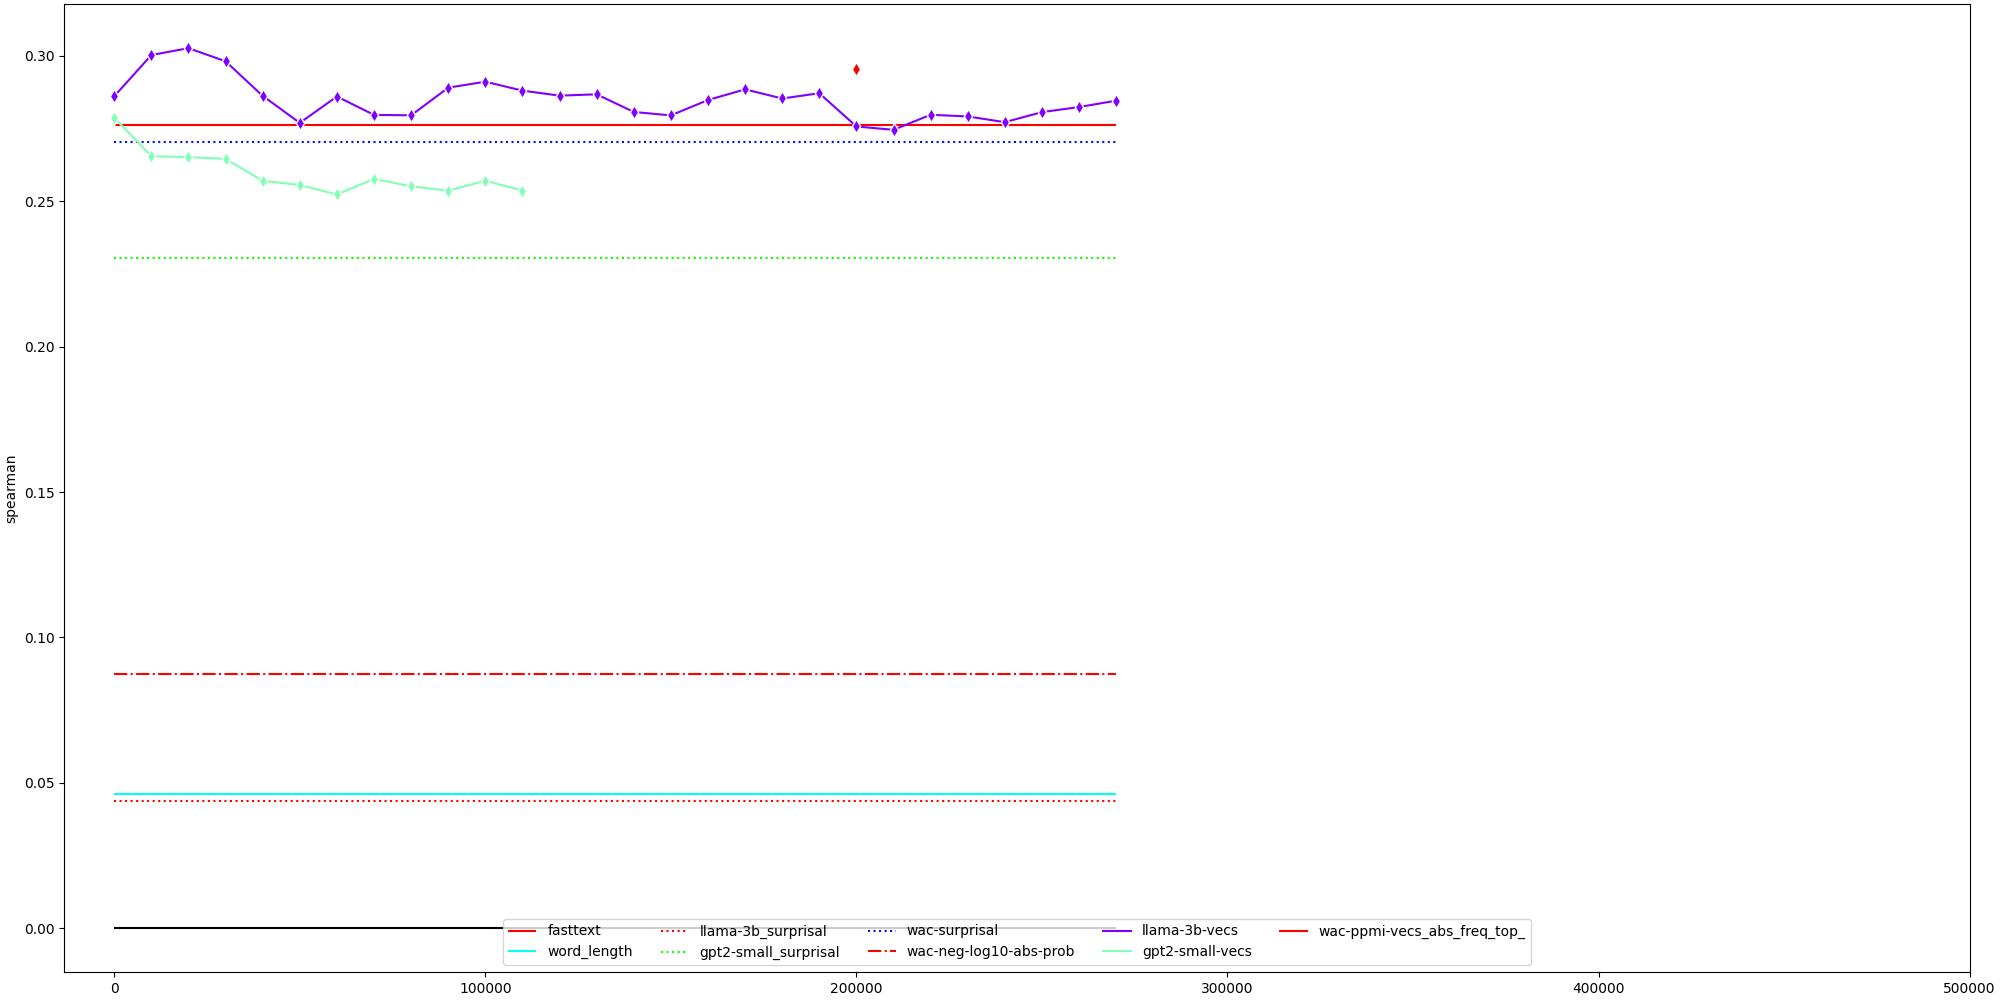 0.30
0.25
0.20
0.15
0.10
0.05
0.00
spearman
fasttext llama-3b_surprisal wac-surprisal llama-3b-vecs wac-ppmi-vecs_abs_freq_top_
word_length gpt2-small_surprisal wac-neg-log10-abs-prob gpt2-small-vecs
0 100000 200000 300000 400000 500000